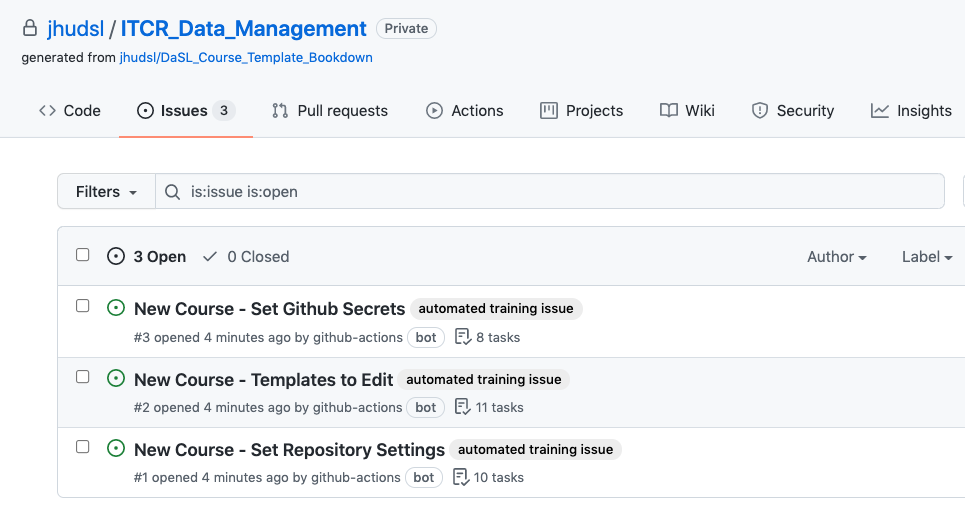 jhudsl / ITCR_Data_Management Private
generated from jhudsl/DaSL_Course_Template_Bookdown
Code Issues 3 Pull requests Actions Projects Wiki Security Insights
Filters is:issue is:open
3 Open 0 Closed Author Label
New Course - Set Github Secrets automated training issue
#3 opened 4 minutes ago by github-actions bot 8 tasks
New Course - Templates to Edit automated training issue
#2 opened 4 minutes ago by github-actions bot 11 tasks
New Course - Set Repository Settings automated training issue
#1 opened 4 minutes ago by github-actions bot 10 tasks